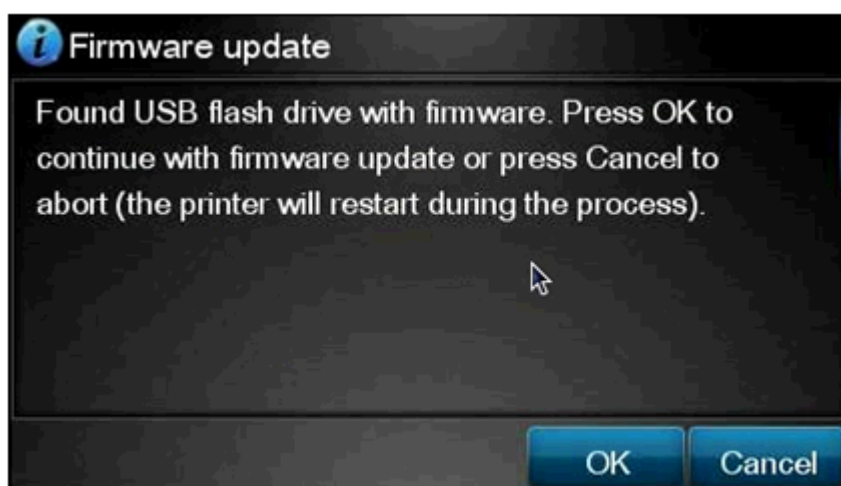 Firmware update
Found USB flash drive with firmware. Press OK to
continue with firmware update or press Cancel to
abort (the printer will restart during the process).
OK Cancel